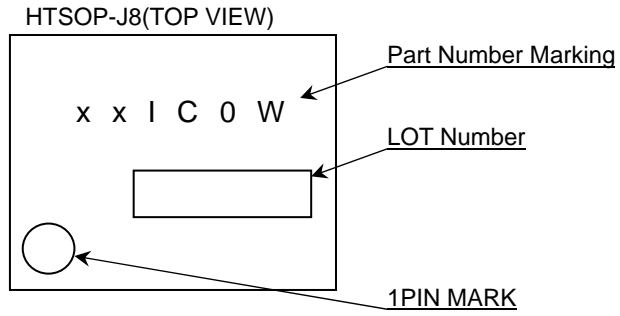 HTSOP-J8(TOP VIEW)
Part Number Marking
x x I C 0 W
LOT Number
1PIN MARK